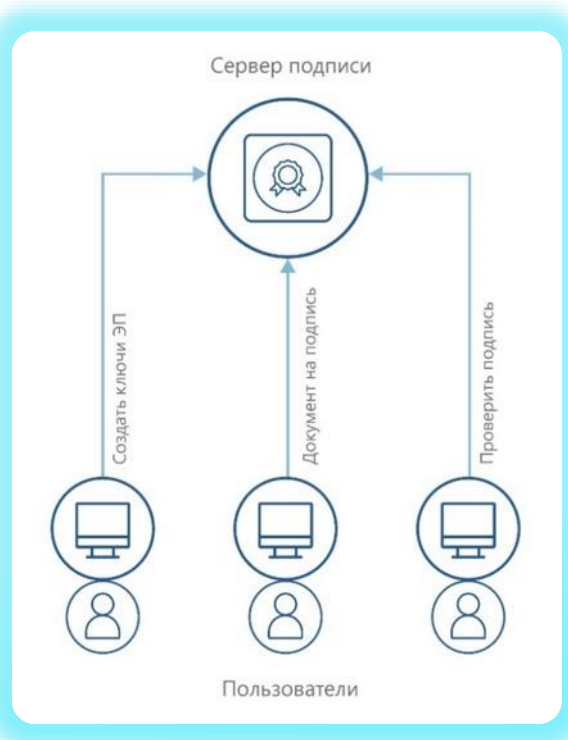 Сервер подписи
Создать ключи ЭП
Документ на подпись
Проверить подпись
Пользователи